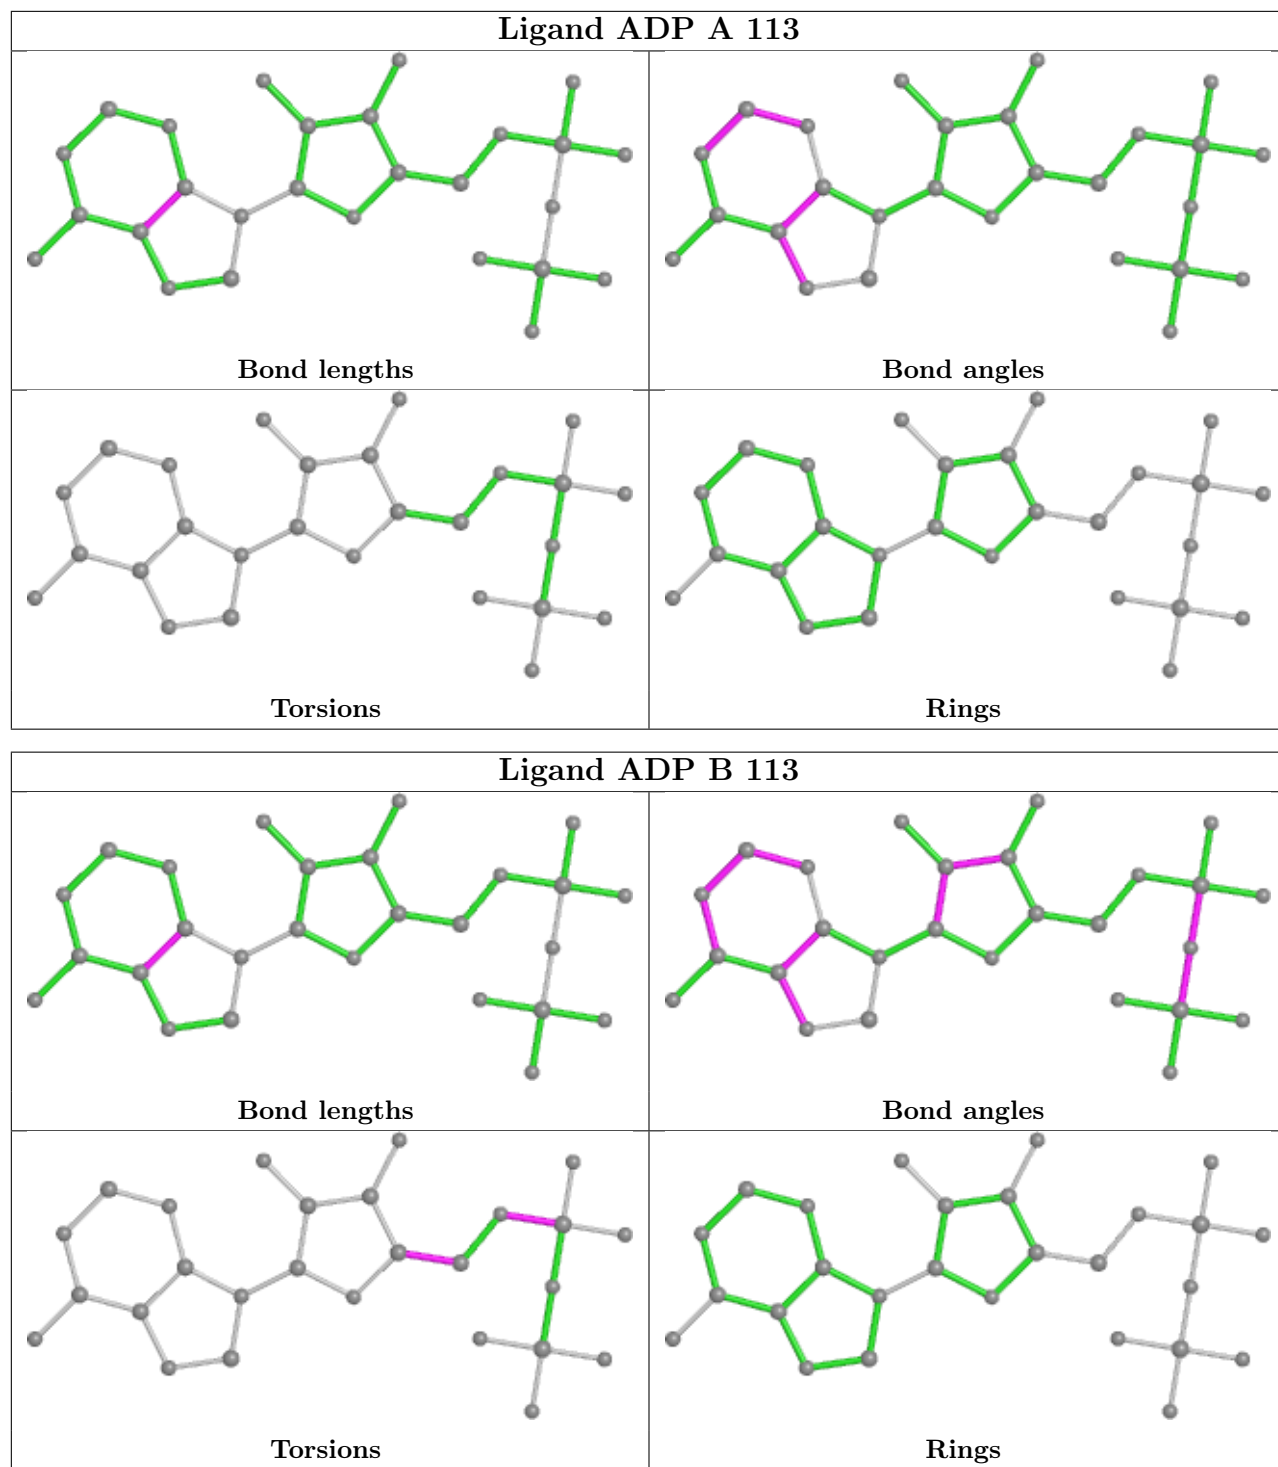 Ligand ADP A 113
Bond lengths
Bond angles
Torsions
Rings
Ligand ADP B 113
Bond lengths
Bond angles
Torsions
Rings